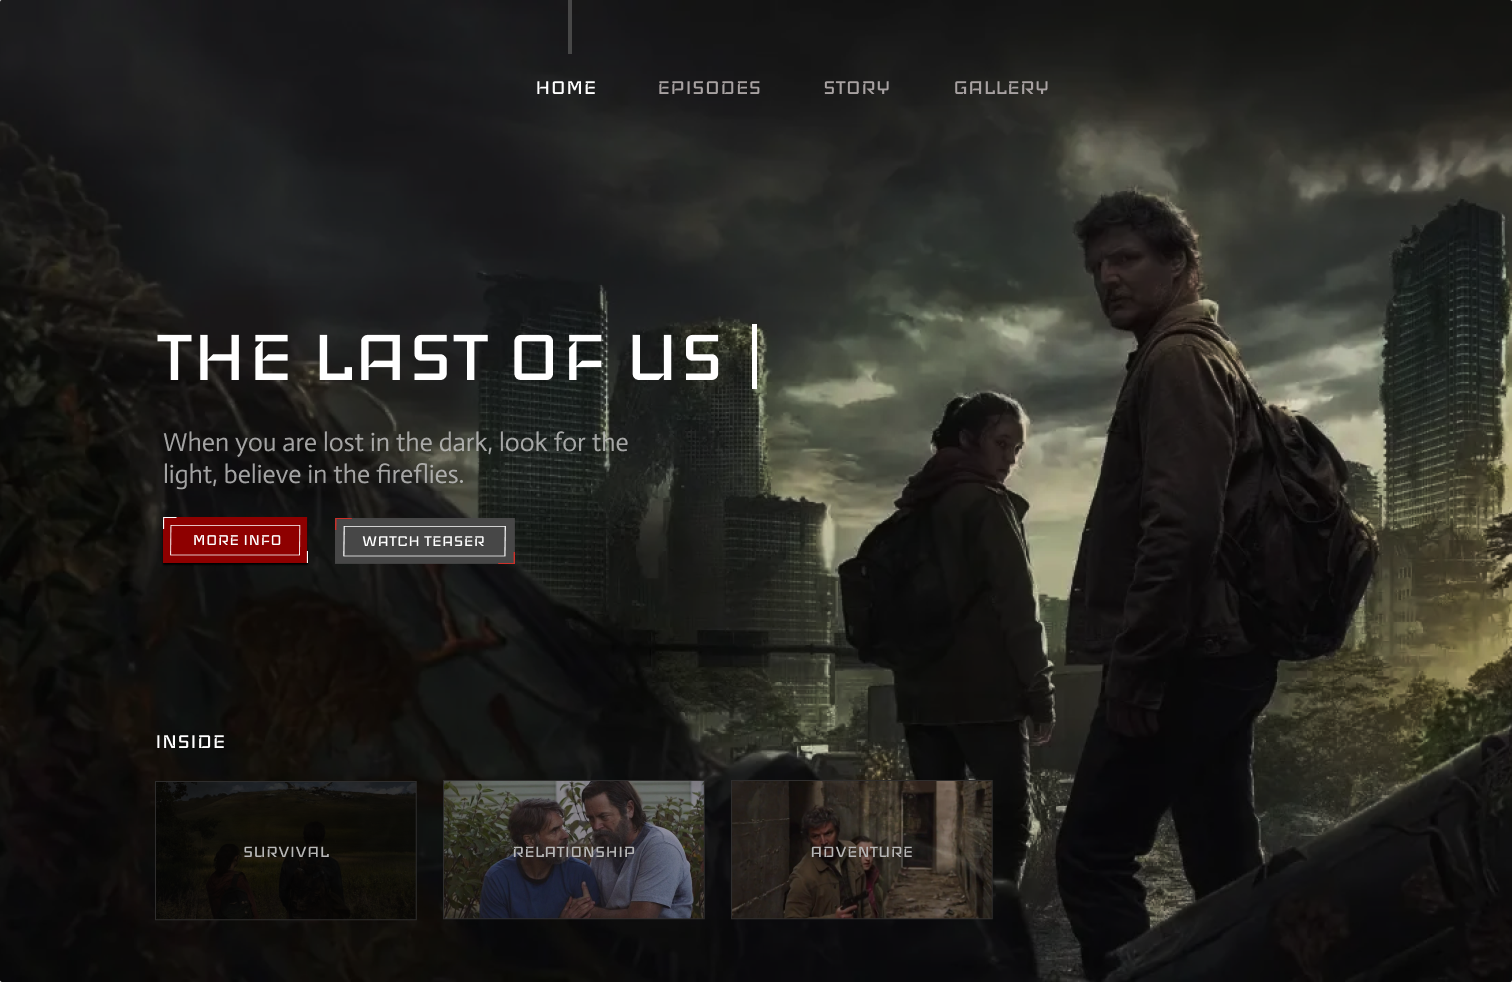 HOME
EPISODES
STORY
GALLERY
THE LAST OF US |
When you are lost in the dark, look for the
light, believe in the fireflies.
MORE INFO
WATCH TEASER
INSIDE
SURVIVAL
RELATIONSHIP
ADVENTURE